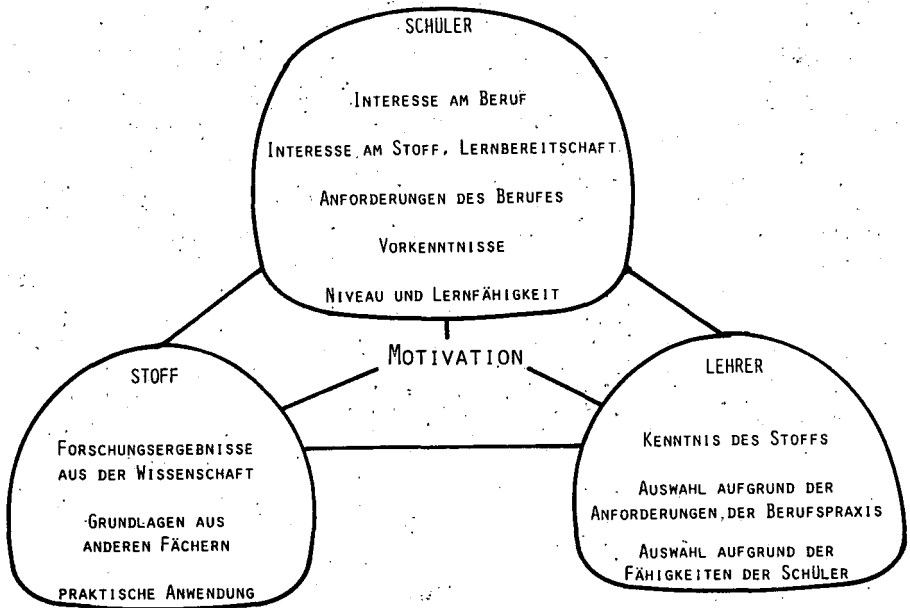 SCHÜLER
INTERESSE AM BERUF
INTERESSE AM STOFF, LERNBEREITSCHAFT
ANFORDERUNGEN DES BERUFES
VORKENNTNISSE
NIVEAU UND LERNFÄHIGKEIT
MOTIVATION
STOFF
FORSCHUNGSERGEBNISSE
AUS DER WISSENSCHAFT
GRUNDLAGEN AUS
ANDEREN FÄCHERN
PRAKTISCHE ANWENDUNG
LEHRER
KENNTNIS DES STOFFS
AUSWAHL AUFGRUND DER
ANFORDERUNGEN DER BERUFSPRAXIS
AUSWAHL AUFGRUND DER
FÄHIGKEITEN DER SCHÜLER